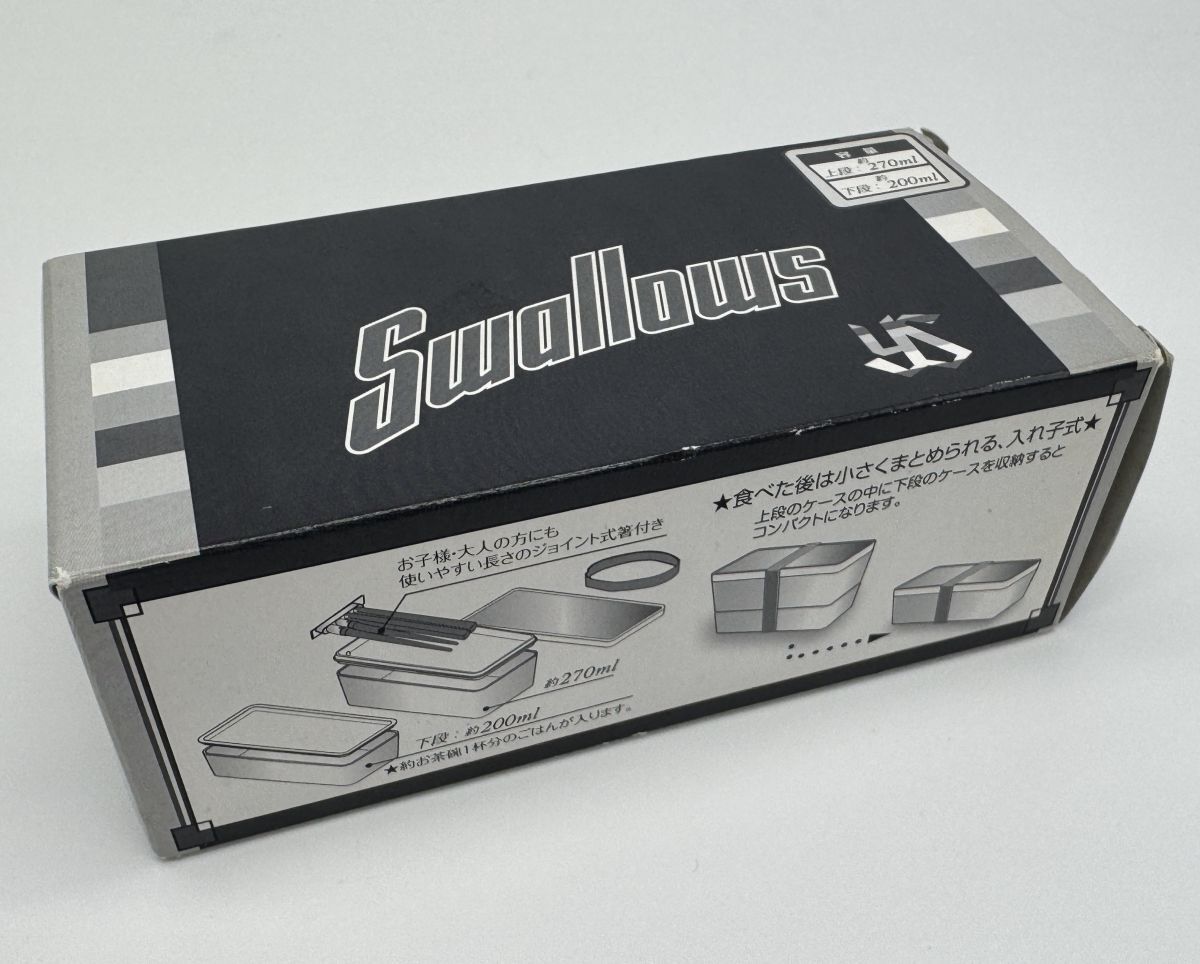 容量
上段：約270ml
下段：約200ml
Swallows
YS
お子様・大人の方にも
使いやすい長さのジョイント式箸付き
約270ml
下段：約200ml
★約お茶碗1杯分のごはんが入ります。
★食べた後は小さくまとめられる、入れ子式★
上段のケースの中に下段のケースを収納すると
コンパクトになります。